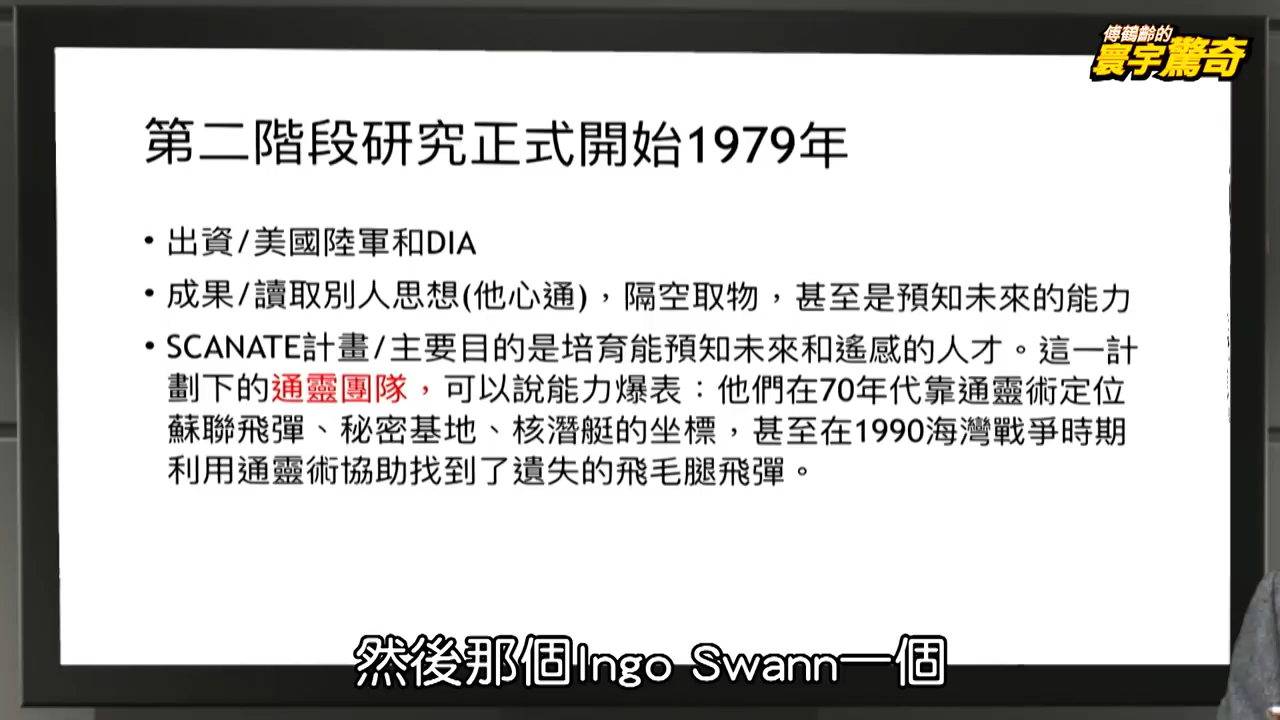 傅鶴齡的
寰宇驚奇
第二階段研究正式開始1979年
• 出資/美國陸軍和DIA
• 成果/讀取別人思想(他心通)，隔空取物，甚至是預知未來的能力
• SCANATE計畫/主要目的是培育能預知未來和遙感的人才。這一計
劃下的通靈團隊，可以說能力爆表：他們在70年代靠通靈術定位
蘇聯飛彈、秘密基地、核潛艇的坐標，甚至在1990海灣戰爭時期
利用通靈術協助找到了遺失的飛毛腿飛彈。
然後那個Ingo Swann一個